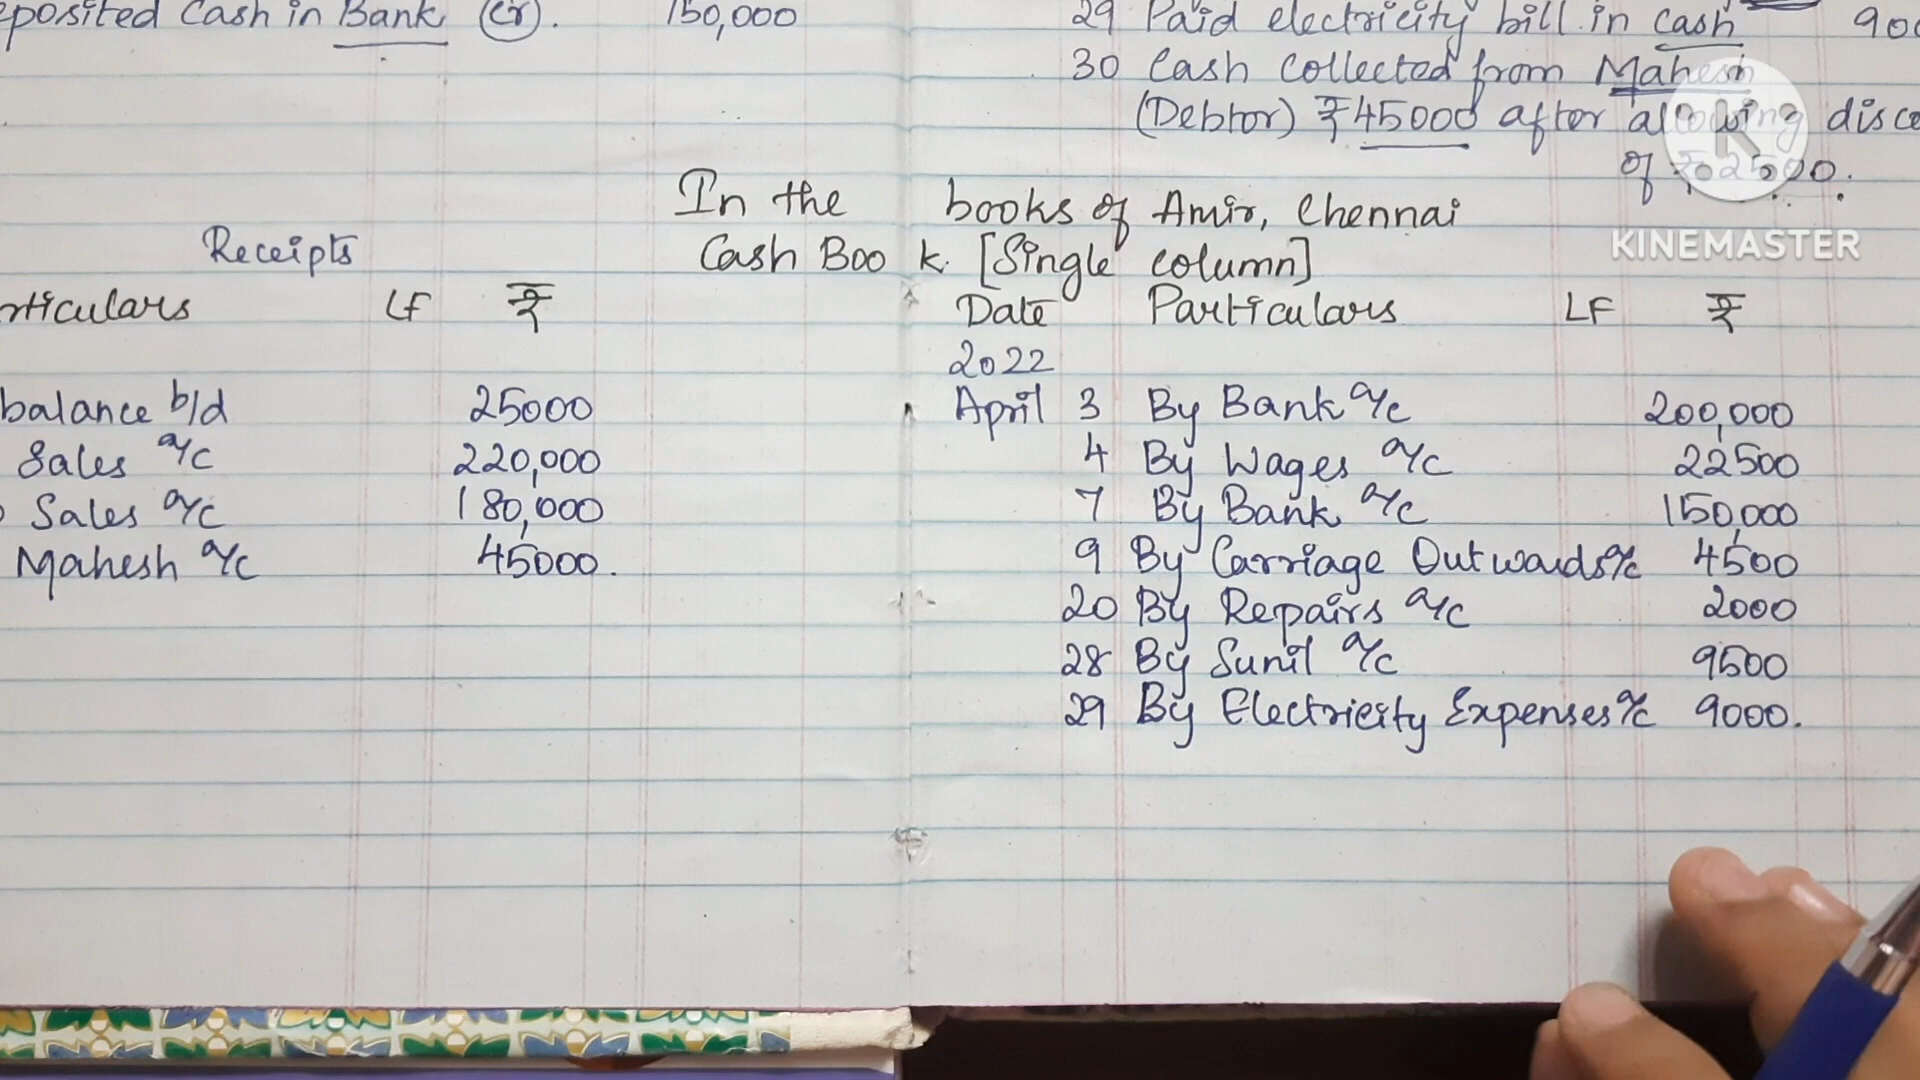 Deposited Cash in Bank (Cr). 150,000
29 Paid electricity bill in cash 900
30 Cash collected from Mahesh
(Debtor) ₹45000 after allowing
of ₹ 2500.
In the books of Amir, Chennai
Receipts Cash Book. [Single column]
LF ₹ Date Particulars LF ₹
2022
balance b/d 25000 April 3 By Bank a/c 200,000
Sales a/c 220,000 4 By Wages a/c 22500
Sales a/c 180,000 7 By Bank a/c 150,000
Mahesh a/c 45000. 9 By Carriage Outwards a/c 4500
20 By Repairs a/c 2000
28 By Sunil a/c 9500
29 By Electricity Expenses a/c 9000.
K
KINEMASTER